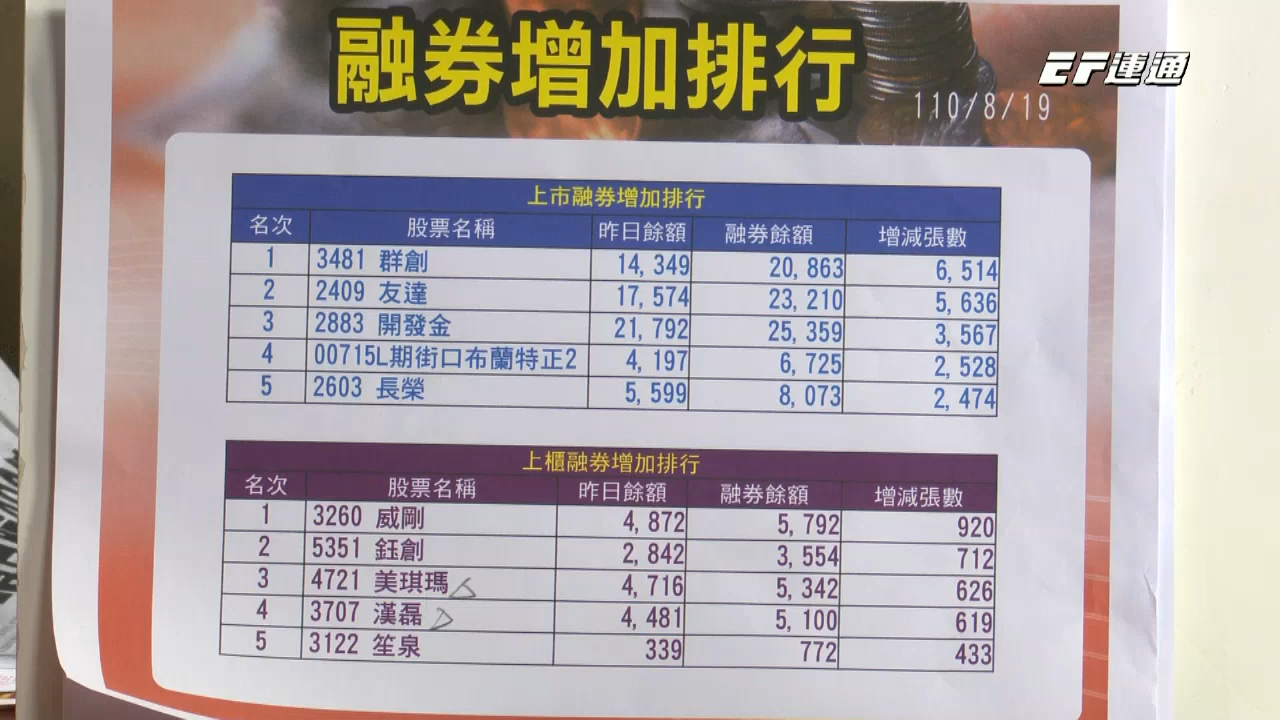 融券增加排行
EF運通
110/8/19
上市融券增加排行
名次 股票名稱 昨日餘額 融券餘額 增減張數
1 3481 群創 14,349 20,863 6,514
2 2409 友達 17,574 23,210 5,636
3 2883 開發金 21,792 25,359 3,567
4 00715L期街口布蘭特正2 4,197 6,725 2,528
5 2603 長榮 5,599 8,073 2,474
上櫃融券增加排行
名次 股票名稱 昨日餘額 融券餘額 增減張數
1 3260 威剛 4,872 5,792 920
2 5351 鈺創 2,842 3,554 712
3 4721 美琪瑪 4,716 5,342 626
4 3707 漢磊 4,481 5,100 619
5 3122 笙泉 339 772 433